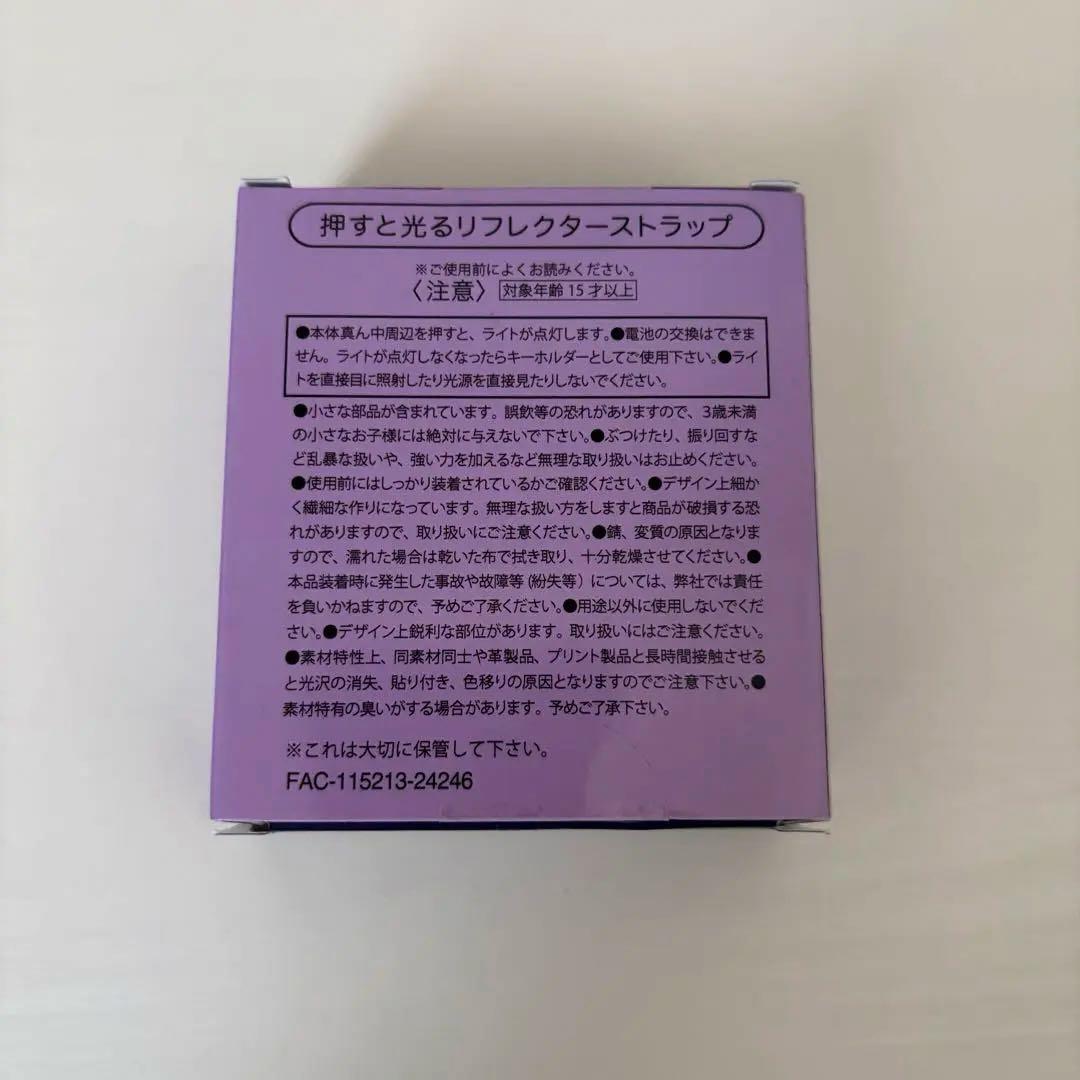 押すと光るリフレクターストラップ
※ご使用前によくお読みください。
〈注意〉 対象年齢 15 才以上
●本体真ん中周辺を押すと、ライトが点灯します。●電池の交換はできま
せん。ライトが点灯しなくなったらキーホルダーとしてご使用下さい。●ライ
トを直接目に照射したり光源を直接見たりしないでください。
●小さな部品が含まれています。誤飲等の恐れがありますので、3歳未満
の小さなお子様には絶対に与えないで下さい。●ぶつけたり、振り回すな
ど乱暴な扱いや、強い力を加えるなど無理な取り扱いはお止めください。
●使用前にはしっかり装着されているかご確認ください。●デザイン上細か
く繊細な作りになっています。無理な扱い方をしますと商品が破損する恐
れがありますので、取り扱いにご注意ください。●錆、変質の原因となりま
すので、濡れた場合は乾いた布で拭き取り、十分乾燥させてください。●
本品装着時に発生した事故や故障等（紛失等）については、弊社では責任
を負いかねますので、予めご了承ください。●用途以外に使用しないでくだ
さい。●デザイン上鋭利な部位があります。取り扱いにはご注意ください。
●素材特性上、同素材同士や革製品、プリント製品と長時間接触させる
と光沢の消失、貼り付き、色移りの原因となりますのでご注意下さい。●
素材特有の臭いがする場合があります。予めご了承下さい。
※これは大切に保管して下さい。
FAC-115213-24246